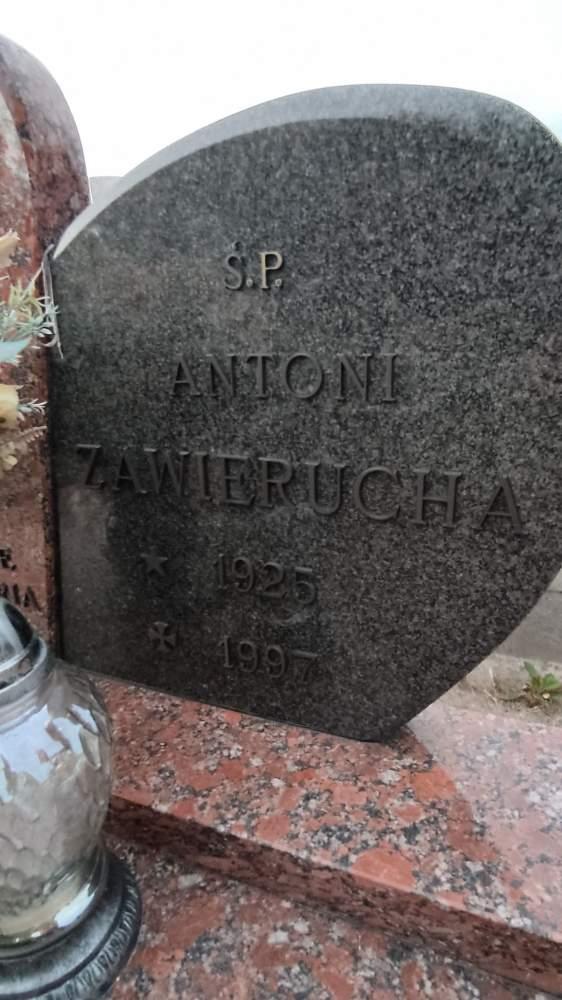 Ś.P.
ANTONI
ZAWIERUCHA
★ 1925
✠ 1997